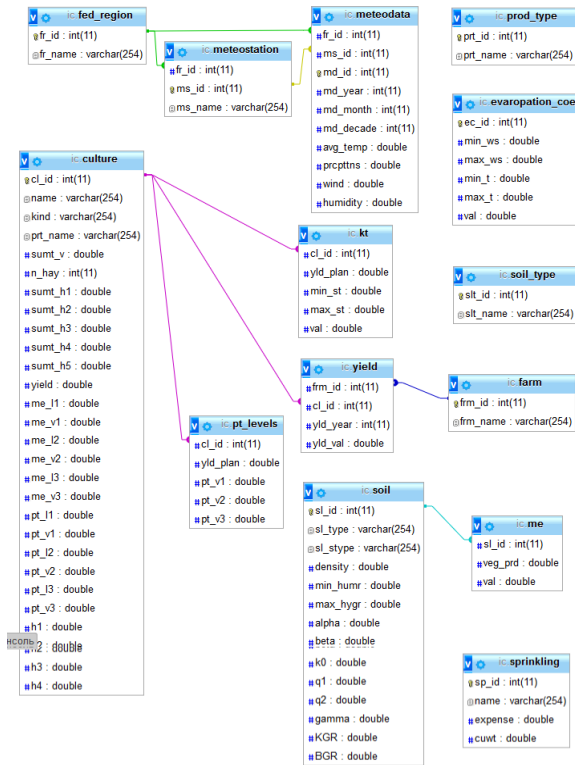 v ic fed_region
fr_id : int(11)
fr_name : varchar(254)
v ic meteostation
#fr_id : int(11)
ms_id : int(11)
ms_name : varchar(254)
v ic meteodata
#fr_id : int(11)
#ms_id : int(11)
md_id : int(11)
#md_year : int(11)
#md_month : int(11)
#md_decade : int(11)
#avg_temp : double
#prcpttns : double
#wind : double
#humidity : double
v ic prod_type
prt_id : int(11)
prt_name : varchar(254)
v ic evaropation_coe
ec_id : int(11)
#min_ws : double
#max_ws : double
#min_t : double
#max_t : double
#val : double
v ic culture
cl_id : int(11)
name : varchar(254)
kind : varchar(254)
prt_name : varchar(254)
#sumt_v : double
#n_hay : int(11)
#sumt_h1 : double
#sumt_h2 : double
#sumt_h3 : double
#sumt_h4 : double
#sumt_h5 : double
#yield : double
#me_l1 : double
#me_v1 : double
#me_l2 : double
#me_v2 : double
#me_l3 : double
#me_v3 : double
#pt_l1 : double
#pt_v1 : double
#pt_l2 : double
#pt_v2 : double
#pt_l3 : double
#pt_v3 : double
#h1 : double
нсоль
#h2 : double
#h3 : double
#h4 : double
v ic kt
#cl_id : int(11)
#yld_plan : double
#min_st : double
#max_st : double
#val : double
v ic soil_type
slt_id : int(11)
slt_name : varchar(254)
v ic yield
#frm_id : int(11)
#cl_id : int(11)
#yld_year : int(11)
#yld_val : double
v ic farm
frm_id : int(11)
frm_name : varchar(254)
v ic pt_levels
#cl_id : int(11)
#yld_plan : double
#pt_v1 : double
#pt_v2 : double
#pt_v3 : double
v ic soil
sl_id : int(11)
sl_type : varchar(254)
sl_stype : varchar(254)
#density : double
#min_humr : double
#max_hygr : double
#alpha : double
#beta : double
#k0 : double
#q1 : double
#q2 : double
#gamma : double
#KGR : double
#BGR : double
v ic me
#sl_id : int(11)
#veg_prd : double
#val : double
v ic sprinkling
sp_id : int(11)
name : varchar(254)
#expense : double
#cuwt : double